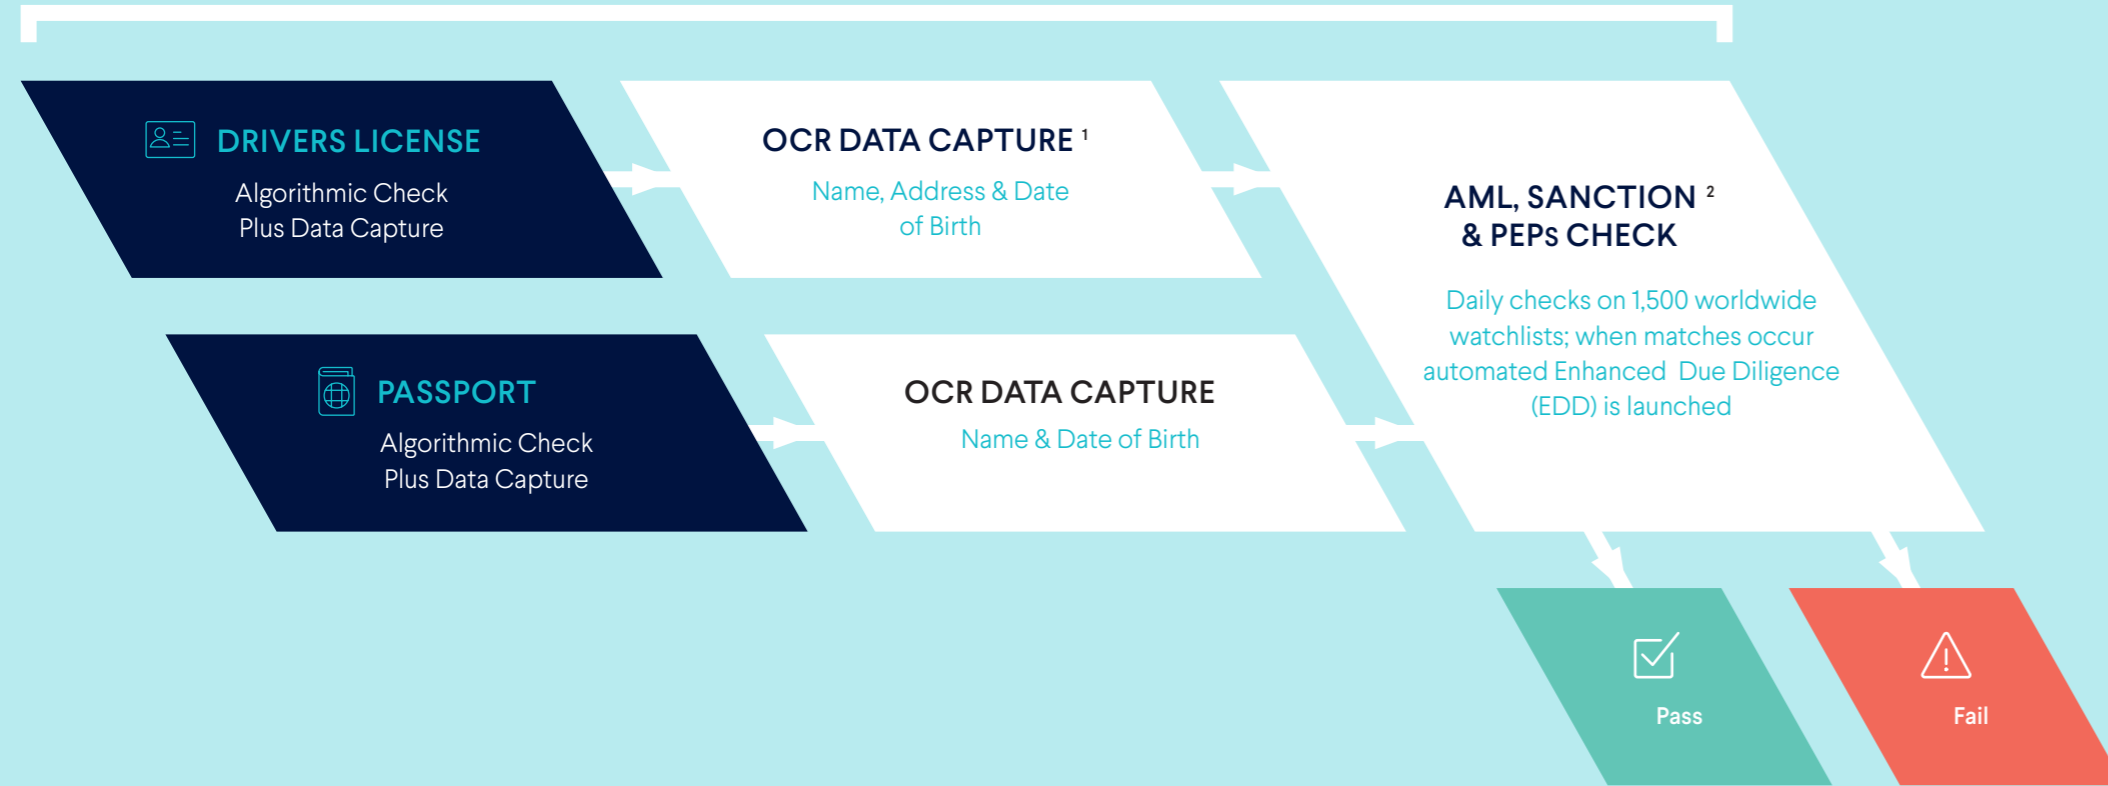 DRIVERS LICENSE
Algorithmic Check
Plus Data Capture
OCR DATA CAPTURE 1
Name, Address & Date
of Birth
PASSPORT
Algorithmic Check
Plus Data Capture
OCR DATA CAPTURE
Name & Date of Birth
AML, SANCTION 2
& PEPs CHECK
Daily checks on 1,500 worldwide
watchlists; when matches occur
automated Enhanced Due Diligence
(EDD) is launched
Pass
Fail